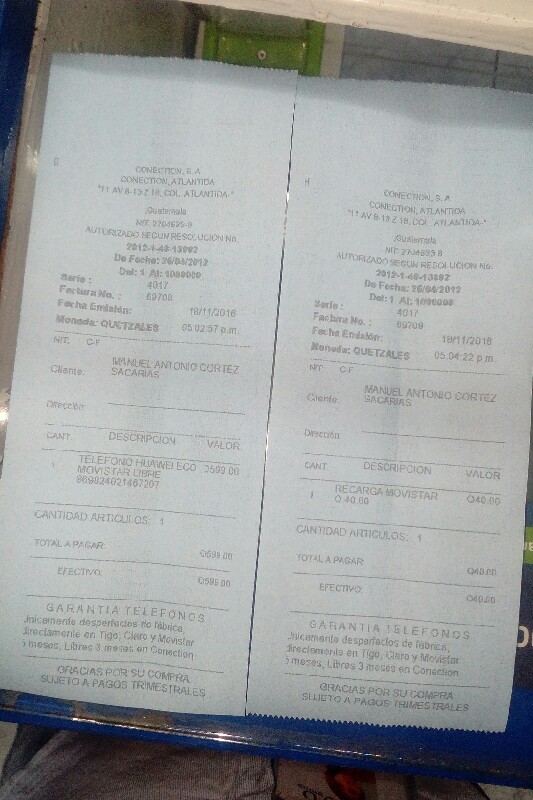 CONECTION, S.A
CONECTION, ATLANTIDA
"11 AV 8-13 Z 18, COL. ATLANTIDA-"
,Guatemala
NIT: 2704695-8
AUTORIZADO SEGUN RESOLUCION No.
2012-1-48-13892
De Fecha: 26/04/2012
Del: 1 Al: 1000000
Serie : 4017
Factura No. : 69708
Fecha Emisión: 18/11/2016
Moneda: QUETZALES 05:02:57 p.m.
NIT: C-F
Cliente: MANUEL ANTONIO CORTEZ
SACARIAS
Dirección:
CANT. DESCRIPCION VALOR
1 TELEFONO HUAWEI ECO Q599.00
MOVISTAR LIBRE
869824021467207
CANTIDAD ARTICULOS: 1
TOTAL A PAGAR: Q599.00
EFECTIVO: Q599.00
GARANTIA TELEFONOS
Unicamente desperfectos de fábrica,
directamente en Tigo, Claro y Movistar
meses, Libres 3 meses en Conection
GRACIAS POR SU COMPRA
SUJETO A PAGOS TRIMESTRALES
CONECTION, S.A
CONECTION, ATLANTIDA
"11 AV 8-13 Z 18, COL. ATLANTIDA-"
,Guatemala
NIT: 2704695-8
AUTORIZADO SEGUN RESOLUCION No.
2012-1-48-13892
De Fecha: 26/04/2012
Del: 1 Al: 1000000
Serie : 4017
Factura No. : 69709
Fecha Emisión: 18/11/2016
Moneda: QUETZALES 05:04:22 p.m.
NIT: C-F
Cliente: MANUEL ANTONIO CORTEZ
SACARIAS
Dirección:
CANT. DESCRIPCION VALOR
1 RECARGA MOVISTAR Q40.00
Q.40.00
CANTIDAD ARTICULOS: 1
TOTAL A PAGAR: Q40.00
EFECTIVO: Q40.00
GARANTIA TELEFONOS
Unicamente desperfectos de fábrica,
directamente en Tigo, Claro y Movistar
meses, Libres 3 meses en Conection
GRACIAS POR SU COMPRA
SUJETO A PAGOS TRIMESTRALES